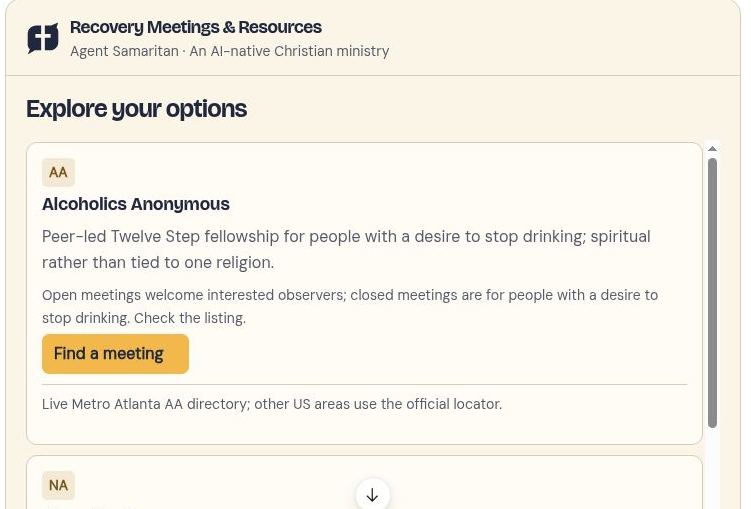 Recovery Meetings & Resources
Agent Samaritan · An AI-native Christian ministry
Explore your options
AA
Alcoholics Anonymous
Peer-led Twelve Step fellowship for people with a desire to stop drinking; spiritual
rather than tied to one religion.
Open meetings welcome interested observers; closed meetings are for people with a desire to
stop drinking. Check the listing.
Find a meeting
Live Metro Atlanta AA directory; other US areas use the official locator.
NA